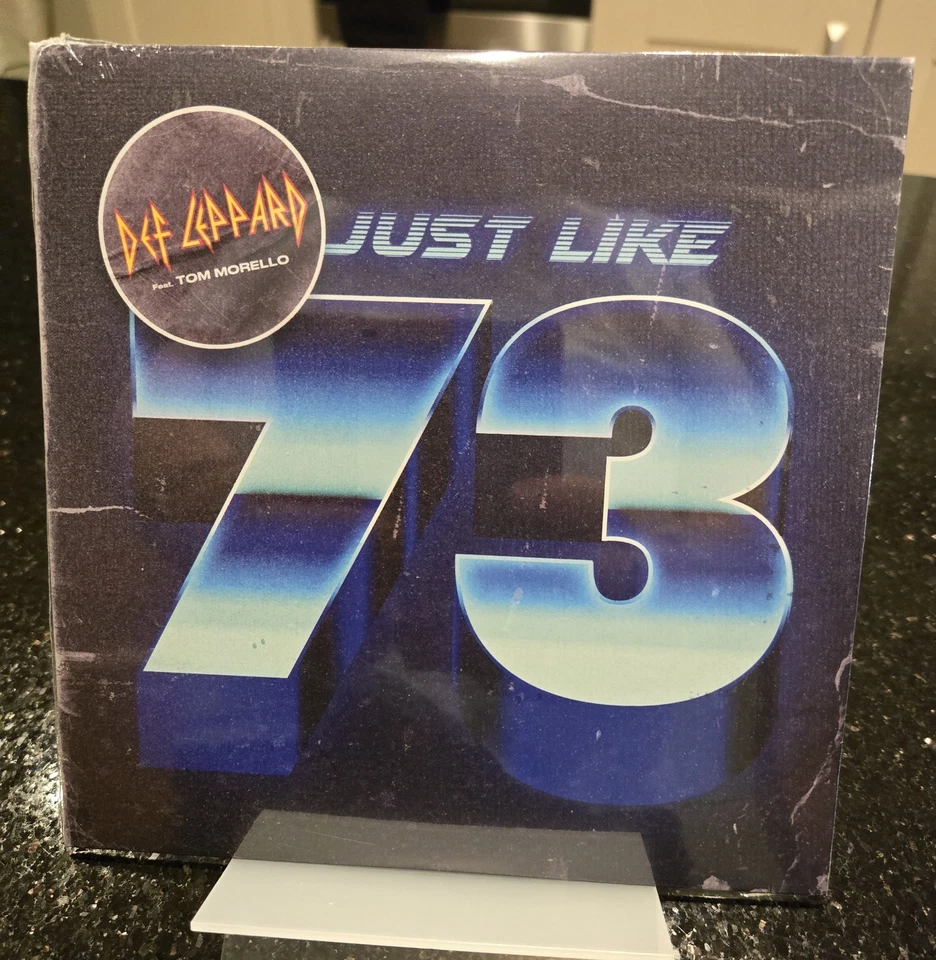 DEF LEPPARD
Feat. TOM MORELLO
JUST LIKE
73